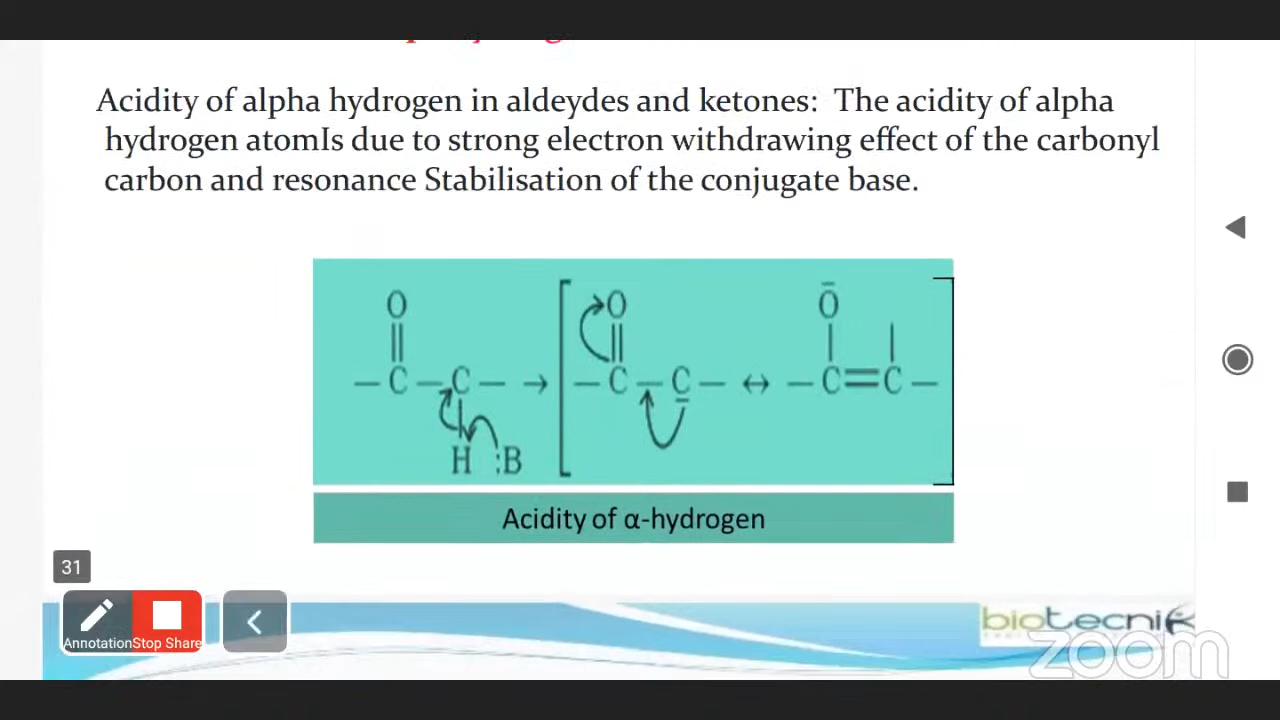 Acidity of alpha hydrogen in aldeydes and ketones: The acidity of alpha
hydrogen atomIs due to strong electron withdrawing effect of the carbonyl
carbon and resonance Stabilisation of the conjugate base.
O O Ō
– C – C – → [ – C – C – ↔ – C = C – ]
H :B
Acidity of α-hydrogen
31
Annotation Stop Share
biotecnik
zoom